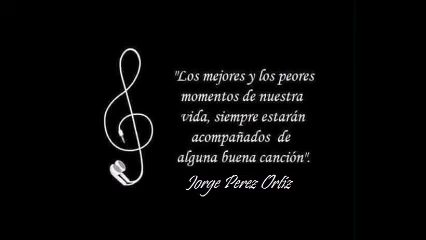 "Los mejores y los peores
momentos de nuestra
vida, siempre estarán
acompañados de
alguna buena canción".
Jorge Perez Ortiz